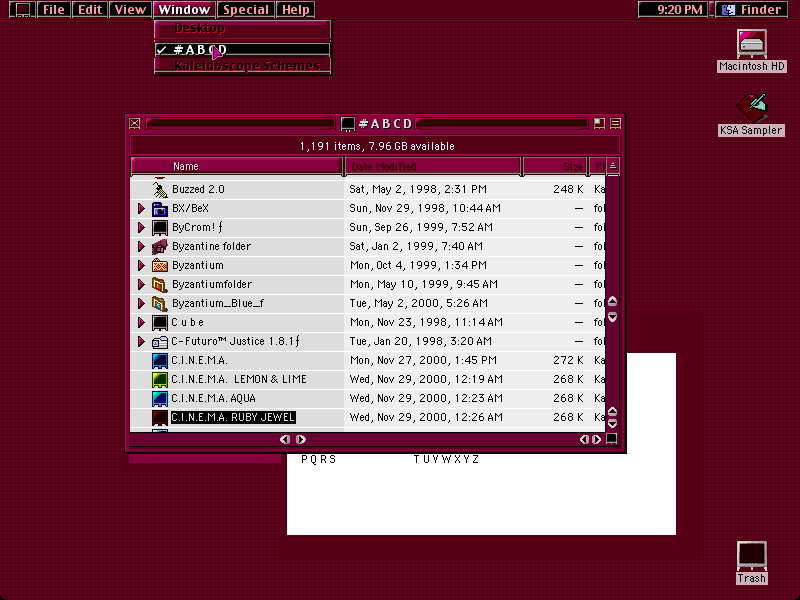 File Edit View Window Special Help 9:20 PM Finder
Desktop
✓ #ABCD
Kaleidoscope Schemes
Macintosh HD
KSA Sampler
#ABCD
1,191 items, 7.96 GB available
Name Date Modified Size K
Buzzed 2.0 Sat, May 2, 1998, 2:31 PM 248 K Ka
BX/BeX Sun, Nov 29, 1998, 10:44 AM — fol
ByCrom! ƒ Sun, Sep 26, 1999, 7:52 AM — fol
Byzantine folder Sat, Jan 2, 1999, 7:40 AM — fol
Byzantium Mon, Oct 4, 1999, 1:34 PM — fol
Byzantiumfolder Mon, May 10, 1999, 9:45 AM — fol
Byzantium_Blue_f Tue, May 2, 2000, 5:26 AM — fol
Cube Mon, Nov 23, 1998, 11:14 AM — fol
C-Futuro™ Justice 1.8.1ƒ Tue, Jan 20, 1998, 3:20 AM — fol
C.I.N.E.M.A. Mon, Nov 27, 2000, 1:45 PM 272 K Ka
C.I.N.E.M.A. LEMON & LIME Wed, Nov 29, 2000, 12:19 AM 268 K Ka
C.I.N.E.M.A. AQUA Wed, Nov 29, 2000, 12:23 AM 268 K Ka
C.I.N.E.M.A. RUBY JEWEL Wed, Nov 29, 2000, 12:26 AM 268 K Ka
PQRS TUVWXYZ
Trash